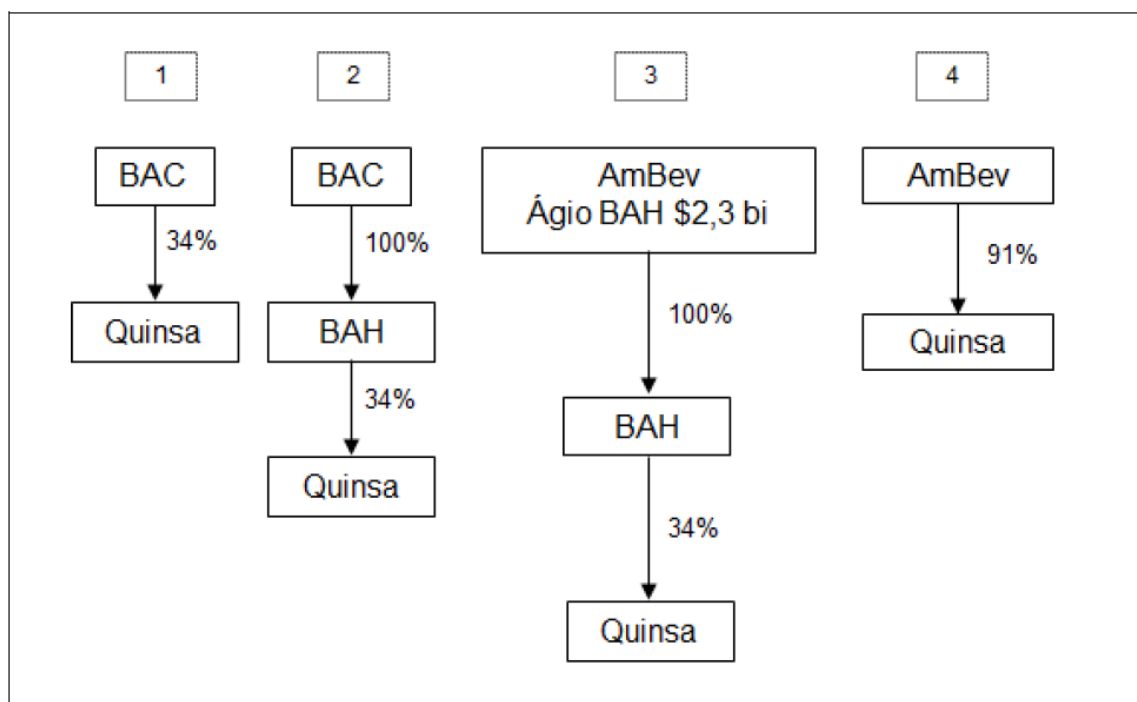 1
2
3
4
BAC
34%
Quinsa
BAC
100%
BAH
34%
Quinsa
AmBev
Ágio BAH $2,3 bi
100%
BAH
34%
Quinsa
AmBev
91%
Quinsa